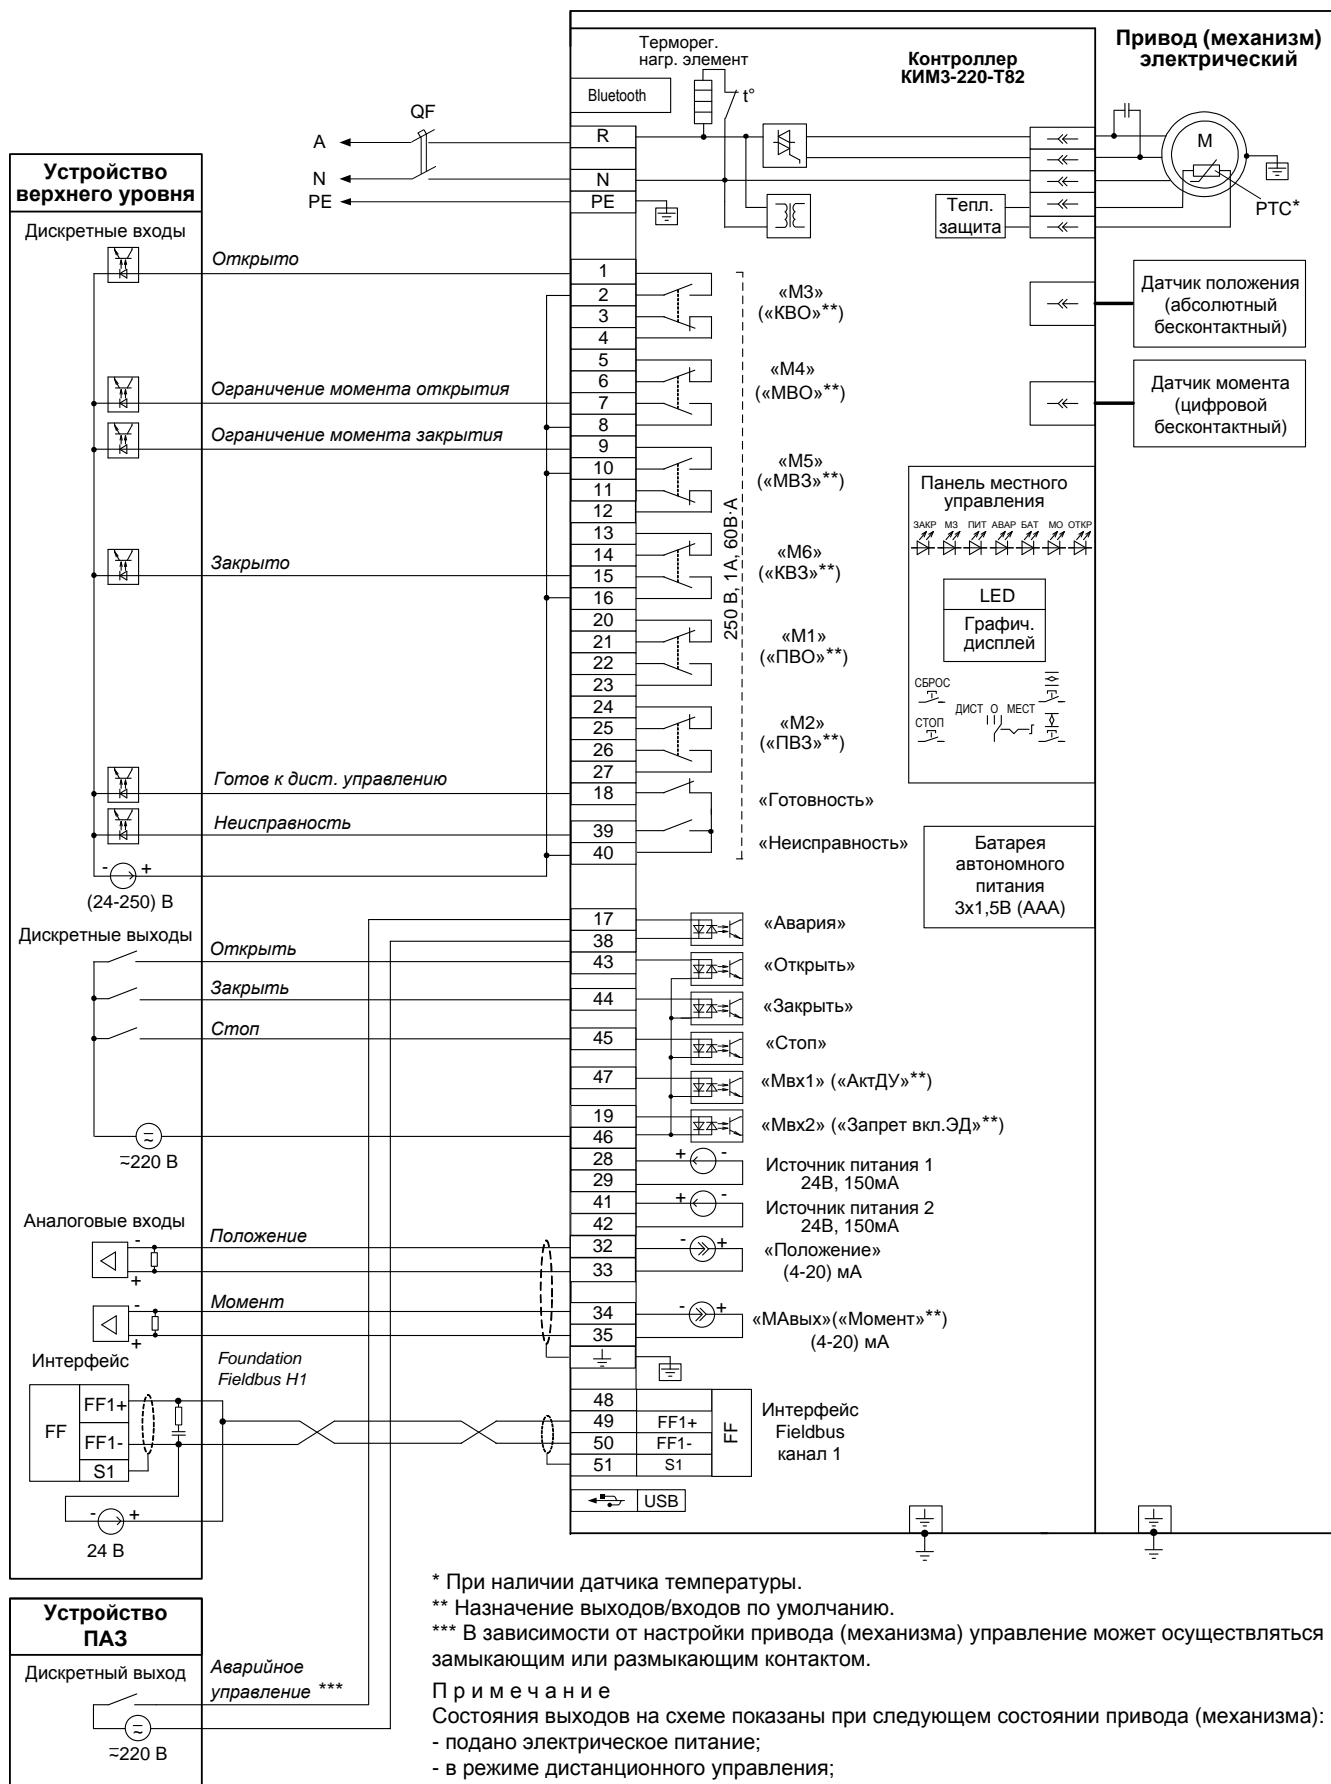 Терморег.
нагр. элемент
Контроллер
КИМ3-220-Т82
Привод (механизм)
электрический
Bluetooth
t°
QF
A
R
M
N
N
PE
PE
Тепл.
защита
PTC*
Устройство
верхнего уровня
Дискретные входы
Открыто
1
2
3
4
«М3»
(«КВО»**)
Датчик положения
(абсолютный
бесконтактный)
5
6
7
8
«М4»
(«МВО»**)
Ограничение момента открытия
Датчик момента
(цифровой
бесконтактный)
Ограничение момента закрытия
9
10
11
12
«М5»
(«МВЗ»**)
250 В, 1А, 60В·А
Панель местного
управления
ЗАКР МЗ ПИТ АВАР БАТ МО ОТКР
Закрыто
13
14
15
16
«М6»
(«КВЗ»**)
LED
Графич.
дисплей
20
21
22
23
«М1»
(«ПВО»**)
СБРОС
СТОП
ДИСТ О МЕСТ
24
25
26
27
«М2»
(«ПВЗ»**)
Готов к дист. управлению
18
«Готовность»
Неисправность
39
40
«Неисправность»
Батарея
автономного
питания
3х1,5В (ААА)
- +
(24-250) В
Дискретные выходы
17
38
«Авария»
Открыть
43
«Открыть»
Закрыть
44
«Закрыть»
Стоп
45
«Стоп»
47
«Мвх1» («АктДУ»**)
19
46
«Мвх2» («Запрет вкл.ЭД»**)
≂220 В
28
29
+ -
Источник питания 1
24В, 150мА
41
42
+ -
Источник питания 2
24В, 150мА
Аналоговые входы
Положение
-
+
32
33
- +
«Положение»
(4-20) мА
Момент
-
+
34
35
- +
«МАвых»(«Момент»**)
(4-20) мА
Интерфейс
Foundation
Fieldbus H1
FF
FF1+
FF1-
S1
48
49 FF1+
50 FF1-
51 S1
FF
Интерфейс
Fieldbus
канал 1
USB
- +
24 В
* При наличии датчика температуры.
** Назначение выходов/входов по умолчанию.
*** В зависимости от настройки привода (механизма) управление может осуществляться
замыкающим или размыкающим контактом.
Устройство
ПАЗ
Дискретный выход
Аварийное
управление ***
≂220 В
П р и м е ч а н и е
Состояния выходов на схеме показаны при следующем состоянии привода (механизма):
- подано электрическое питание;
- в режиме дистанционного управления;